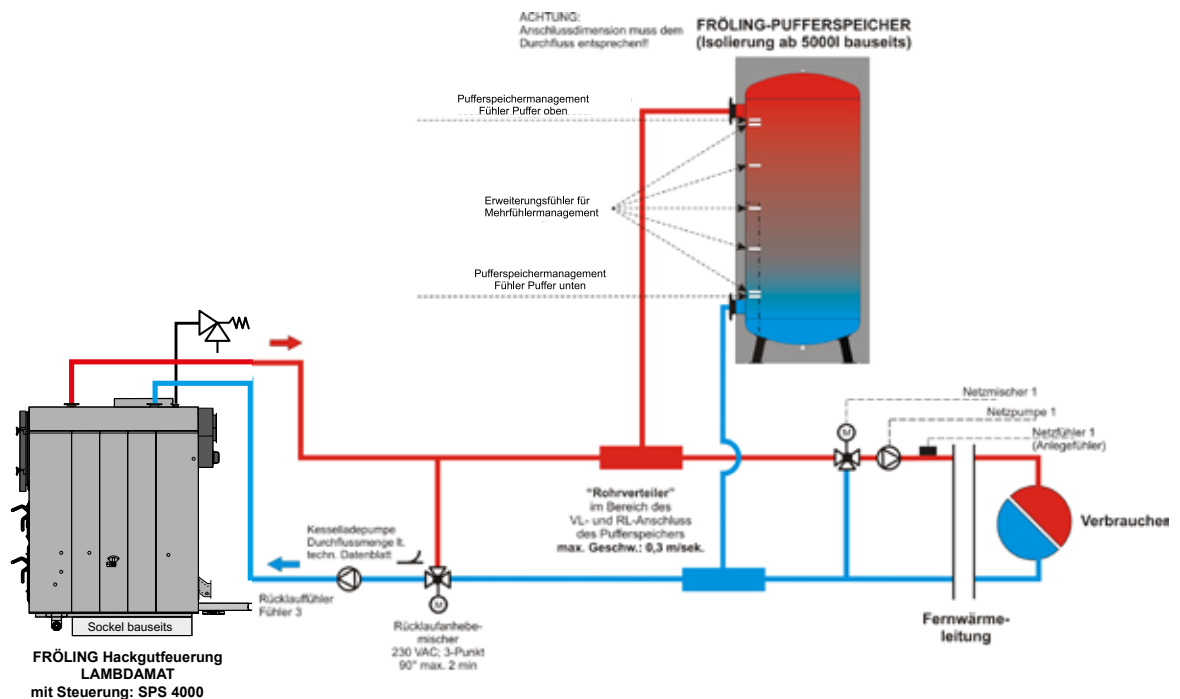 ACHTUNG:
Anschlussdimension muss dem
Durchfluss entsprechen!!
FRÖLING-PUFFERSPEICHER
(Isolierung ab 5000l bauseits)
Pufferspeichermanagement
Fühler Puffer oben
Erweiterungsfühler für
Mehrfühlermanagement
Pufferspeichermanagement
Fühler Puffer unten
Netzmischer 1
M
Netzpumpe 1
Netzfühler 1
(Anlegefühler)
"Rohrverteiler"
im Bereich des
VL- und RL-Anschluss
des Pufferspeichers
max. Geschw.: 0,3 m/sek.
Verbraucher
Kesselladepumpe
Durchflussmenge lt.
techn. Datenblatt
Rücklauffühler
Fühler 3
M
Rücklaufanhebe-
mischer
230 VAC; 3-Punkt
90° max. 2 min
Fernwärme-
leitung
Sockel bauseits
FRÖLING Hackgutfeuerung
LAMBDAMAT
mit Steuerung: SPS 4000